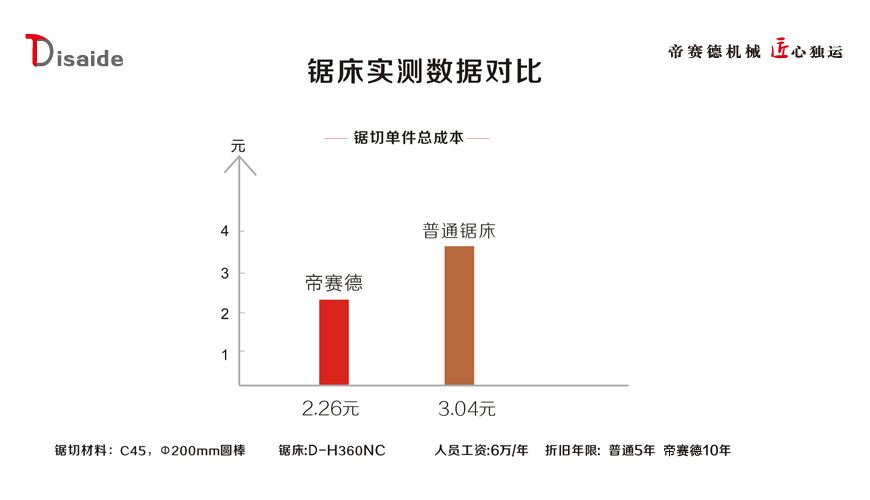 Disaide
帝赛德机械 匠心独运
锯床实测数据对比
锯切单件总成本
元
4
3
2
1
普通锯床
帝赛德
2.26元
3.04元
锯切材料：C45，Φ200mm圆棒 锯床:D-H360NC 人员工资:6万/年 折旧年限: 普通5年 帝赛德10年